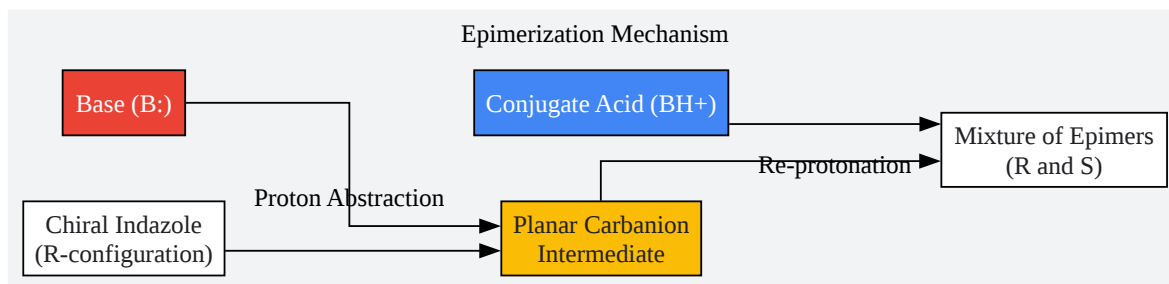 Epimerization Mechanism
Base (B:)
Conjugate Acid (BH+)
Mixture of Epimers
(R and S)
Re-protonation
Proton Abstraction
Chiral Indazole
(R-configuration)
Planar Carbanion
Intermediate